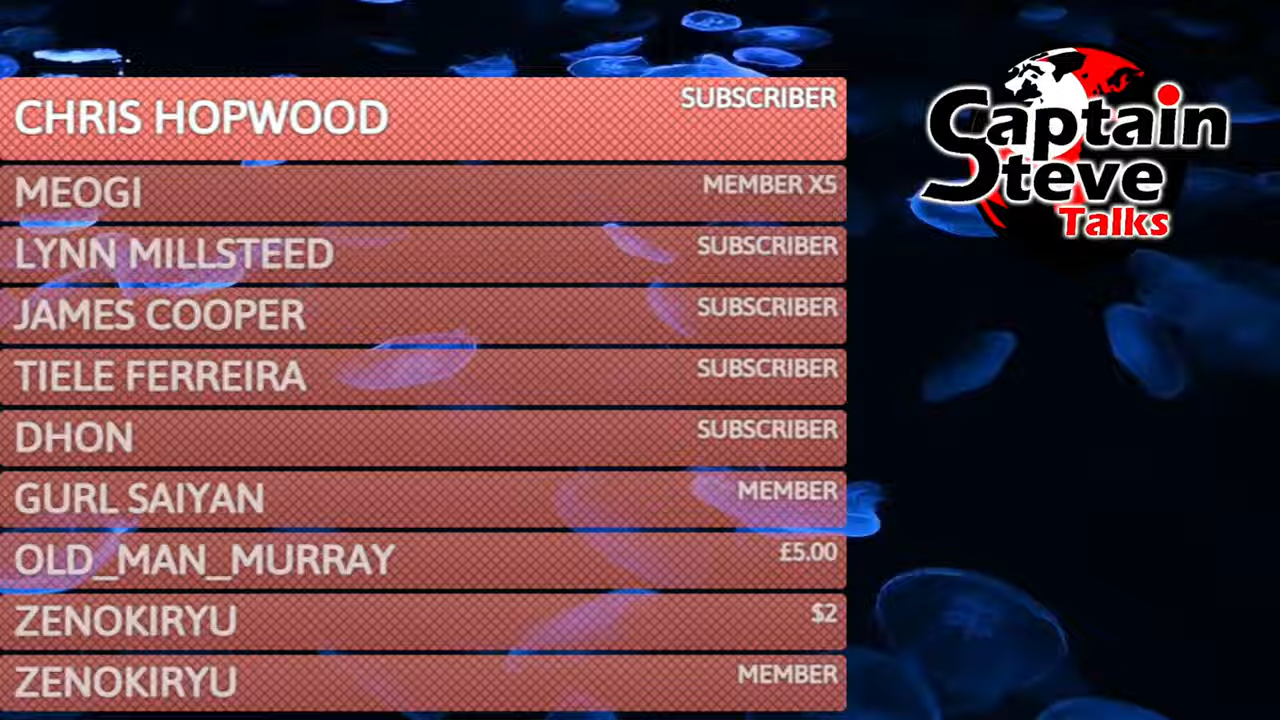 CHRIS HOPWOOD SUBSCRIBER
MEOGI MEMBER X5
LYNN MILLSTEED SUBSCRIBER
JAMES COOPER SUBSCRIBER
TIELE FERREIRA SUBSCRIBER
DHON SUBSCRIBER
GURL SAIYAN MEMBER
OLD_MAN_MURRAY £5.00
ZENOKIRYU $2
ZENOKIRYU MEMBER
Captain
Steve
Talks